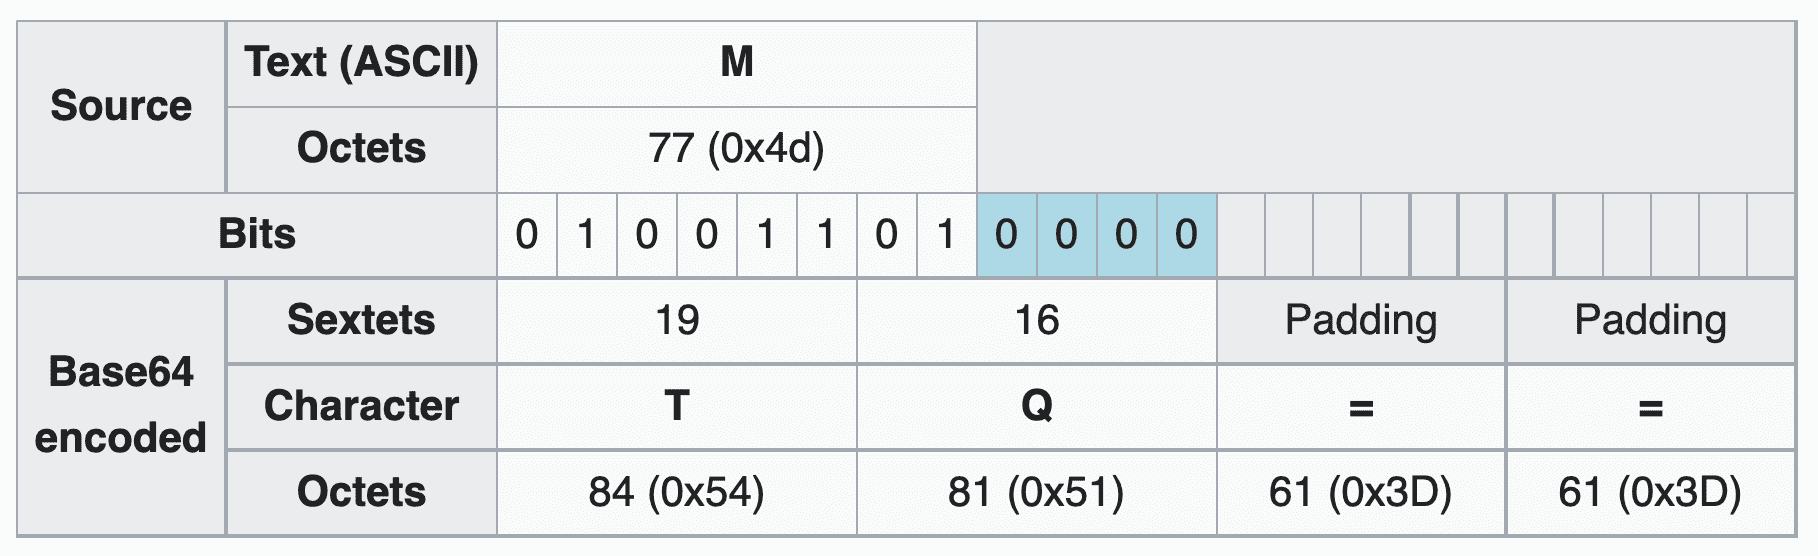 Source Text (ASCII) M
Octets 77 (0x4d)
Bits 0 1 0 0 1 1 0 1 0 0 0 0
Base64 encoded Sextets 19 16 Padding Padding
Character T Q = =
Octets 84 (0x54) 81 (0x51) 61 (0x3D) 61 (0x3D)